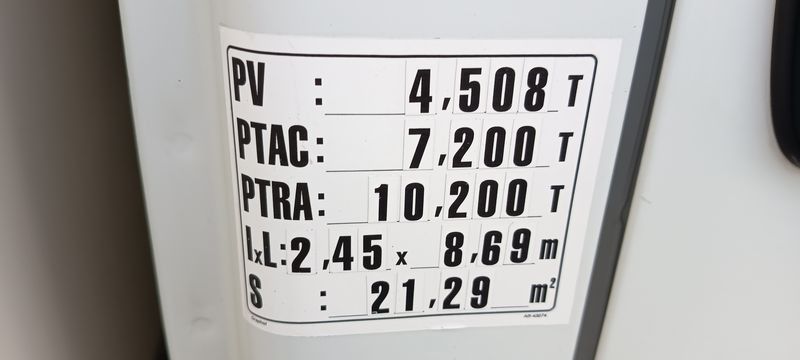 PV : 4,508 T
PTAC: 7,200 T
PTRA: 10,200 T
lxL:2,45 x 8,69 m
S : 21,29 m²